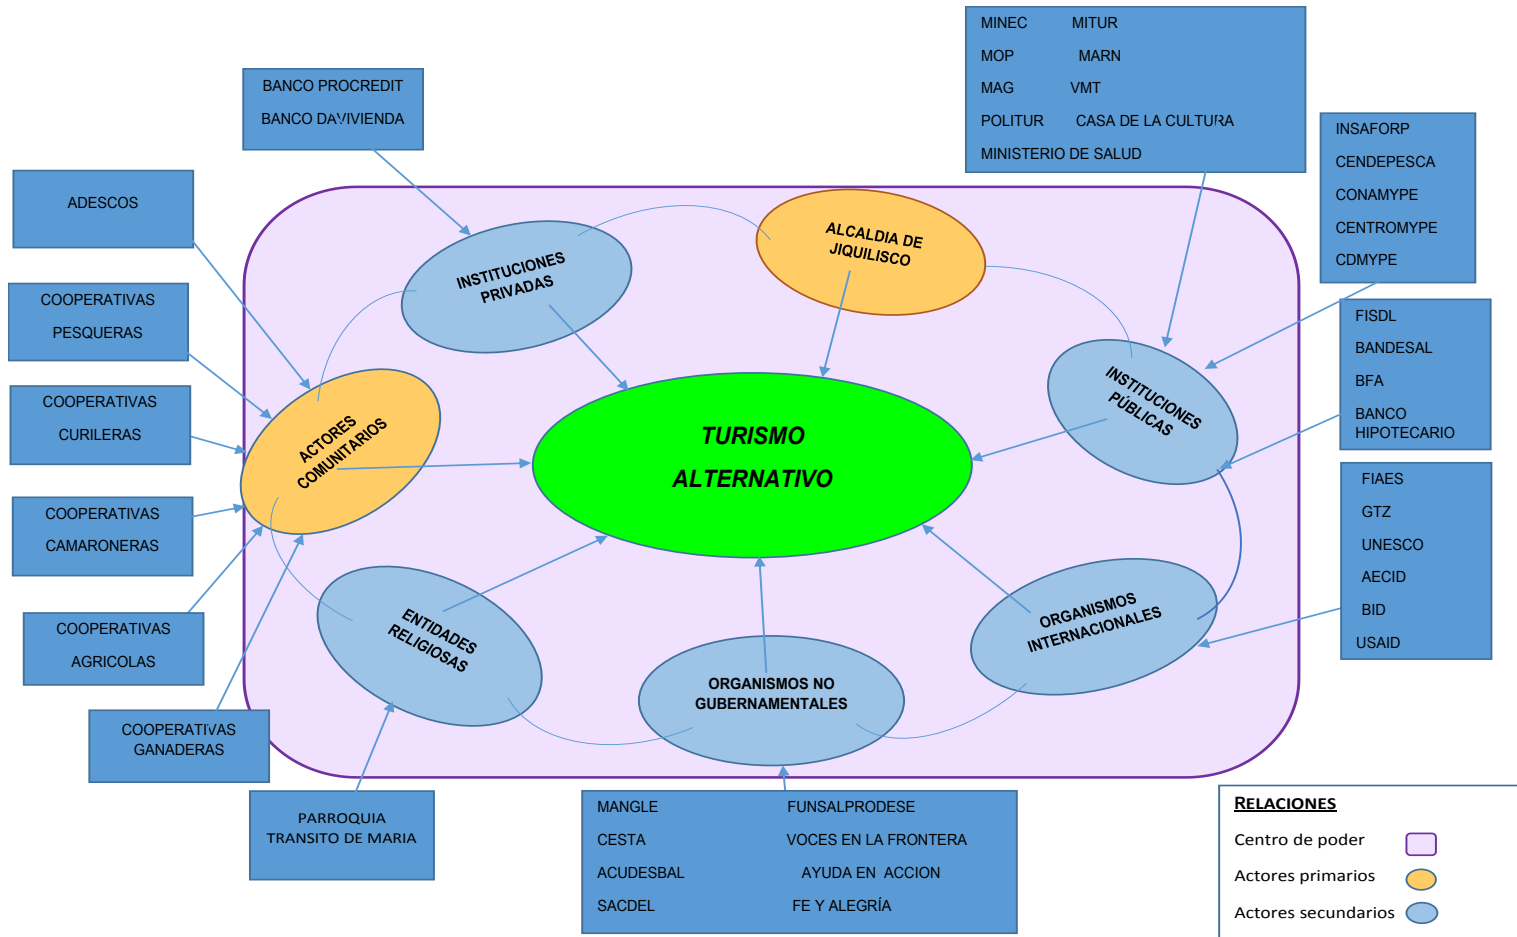 MINEC MITUR
MOP MARN
MAG VMT
POLITUR CASA DE LA CULTURA
MINISTERIO DE SALUD
BANCO PROCREDIT
BANCO DAVIVIENDA
INSAFORP
CENDEPESCA
CONAMYPE
CENTROMYPE
CDMYPE
ADESCOS
ALCALDIA DE
JIQUILISCO
INSTITUCIONES
PRIVADAS
COOPERATIVAS
PESQUERAS
FISDL
BANDESAL
BFA
BANCO
HIPOTECARIO
INSTITUCIONES
PÚBLICAS
COOPERATIVAS
CURILERAS
ACTORES
COMUNITARIOS
TURISMO
ALTERNATIVO
FIAES
GTZ
UNESCO
AECID
BID
USAID
COOPERATIVAS
CAMARONERAS
ENTIDADES
RELIGIOSAS
ORGANISMOS
INTERNACIONALES
COOPERATIVAS
AGRICOLAS
ORGANISMOS NO
GUBERNAMENTALES
COOPERATIVAS
GANADERAS
PARROQUIA
TRANSITO DE MARIA
MANGLE FUNSALPRODESE
CESTA VOCES EN LA FRONTERA
ACUDESBAL AYUDA EN ACCION
SACDEL FE Y ALEGRÍA
RELACIONES
Centro de poder
Actores primarios
Actores secundarios